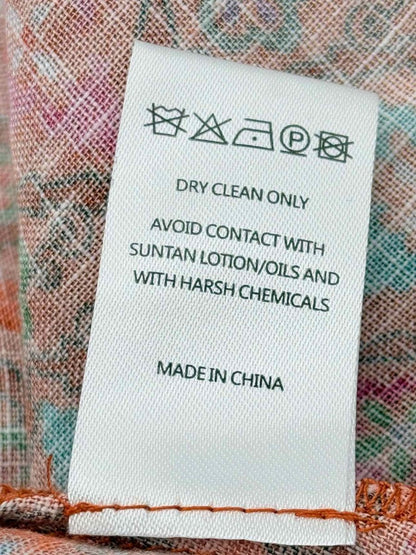 P
DRY CLEAN ONLY
AVOID CONTACT WITH
SUNTAN LOTION/OILS AND
WITH HARSH CHEMICALS
MADE IN CHINA